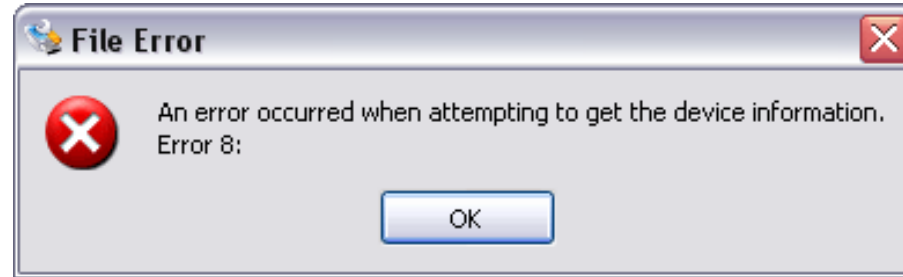 File Error
An error occurred when attempting to get the device information.
Error 8:
OK